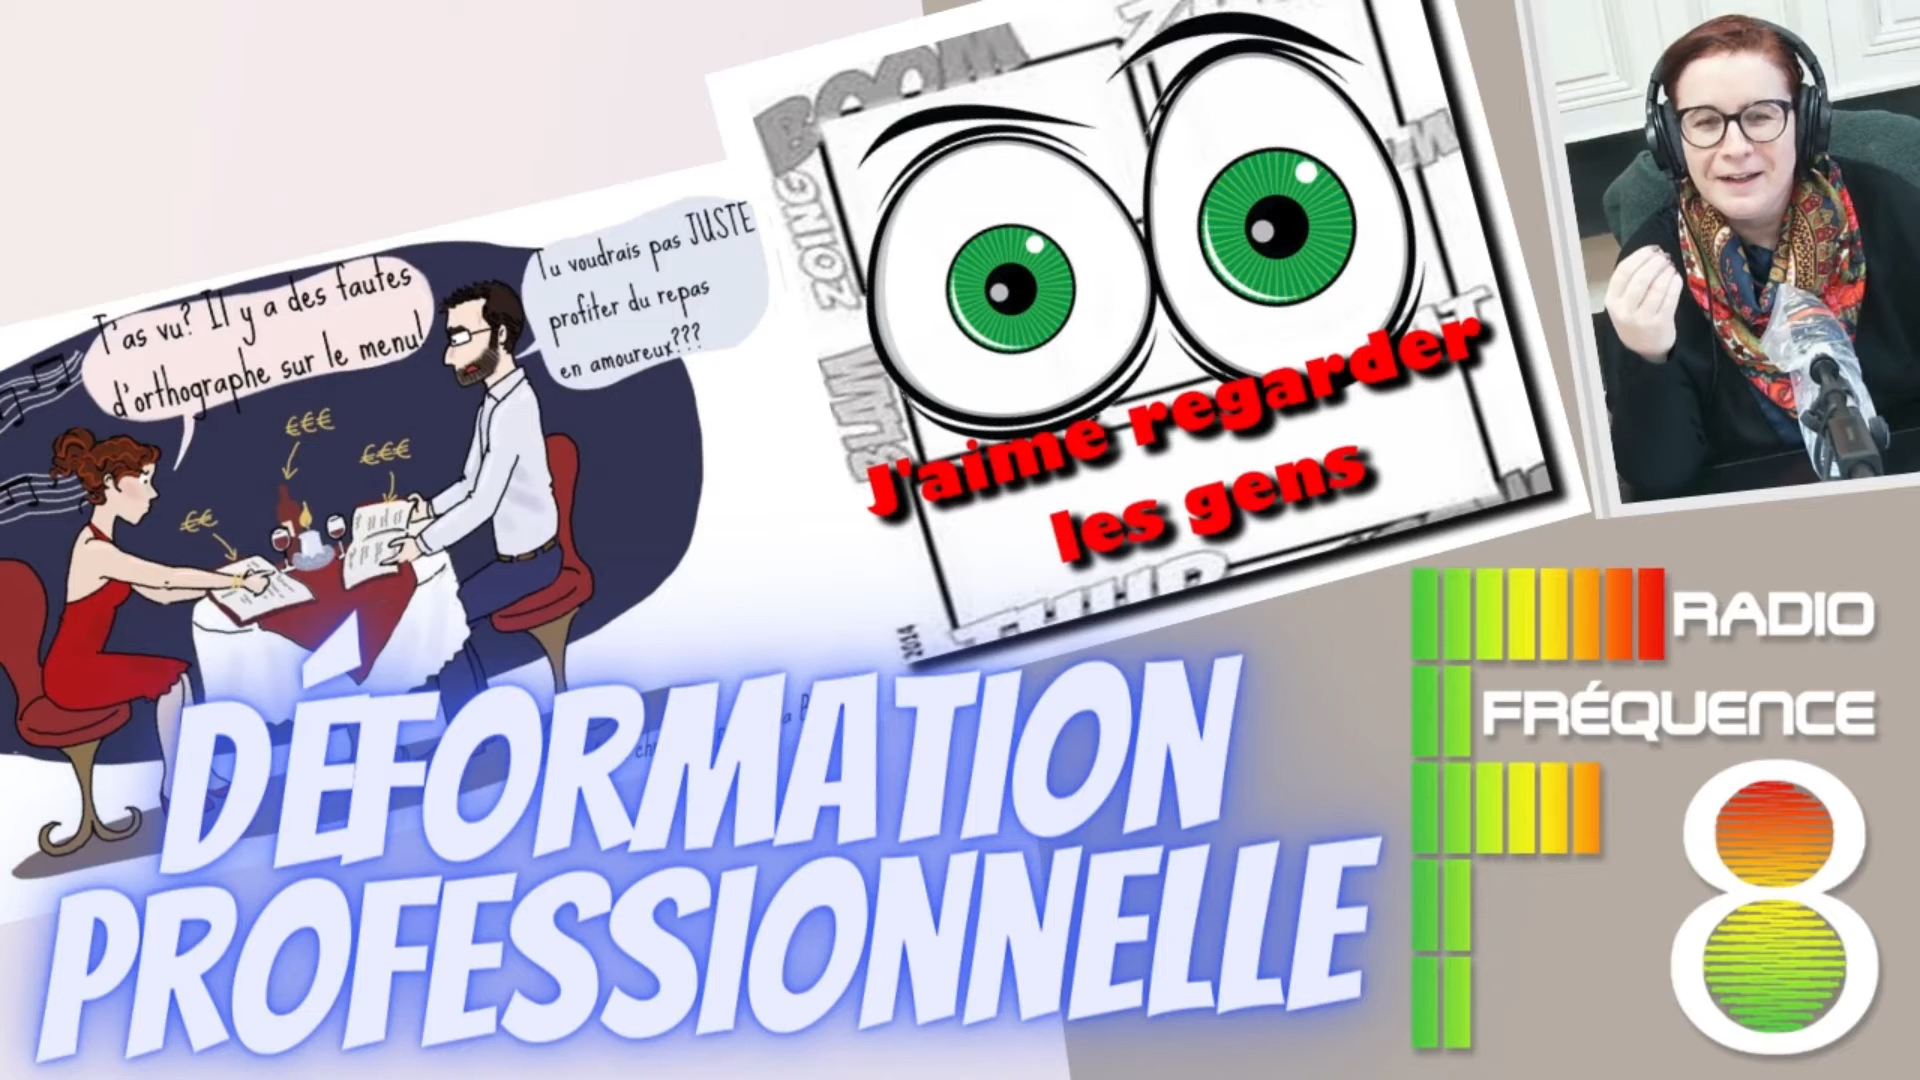 T'as vu? Il y a des fautes
d'orthographe sur le menu!
Tu voudrais pas JUSTE
profiter du repas
en amoureux???
€€€
€€€
€€
BOOM
ZOING
J'aime regarder
les gens
2014
DÉFORMATION
PROFESSIONNELLE
RADIO
FRÉQUENCE
8